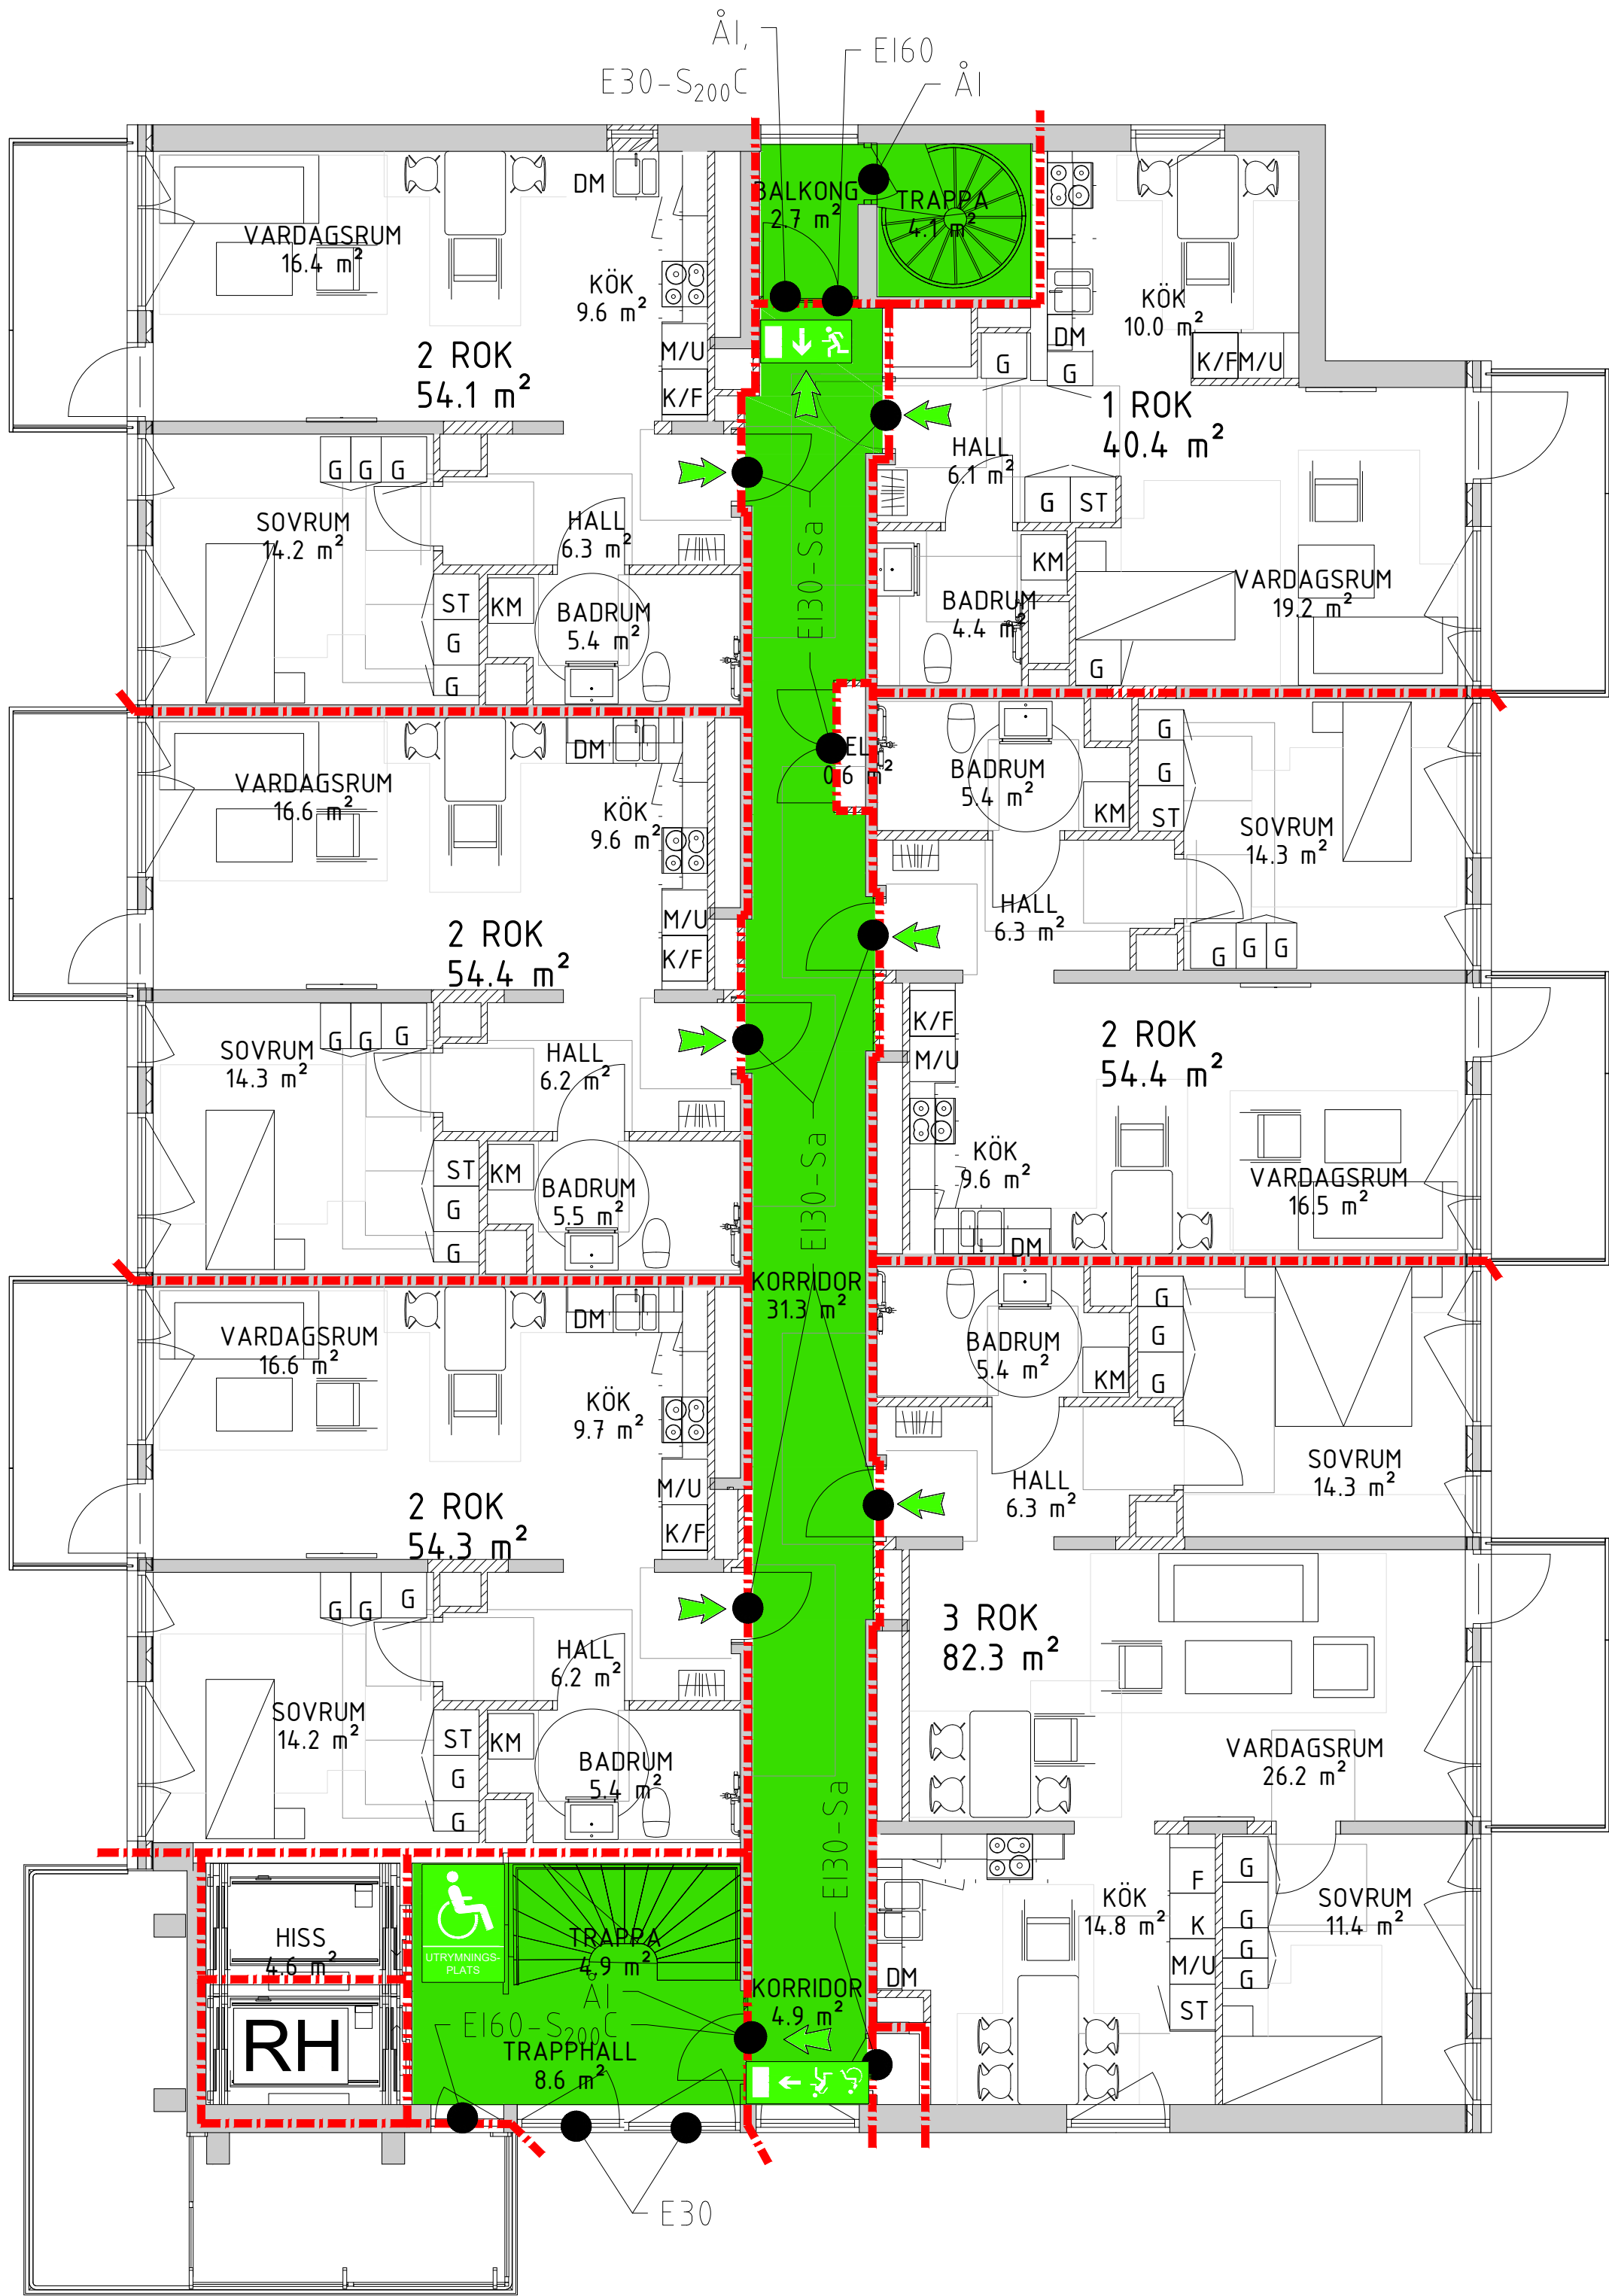 ÅI,
E30-S200C
EI60
ÅI
BALKONG
2.7 m²
TRAPPA
4.1 m²
DM
VARDAGSRUM
16.4 m²
KÖK
9.6 m²
2 ROK
54.1 m²
M/U
K/F
KÖK
10.0 m²
DM
G
G
K/F
M/U
1 ROK
40.4 m²
HALL
6.1 m²
G
ST
G
G
G
SOVRUM
14.2 m²
HALL
6.3 m²
EI30-Sa
KM
BADRUM
4.4 m²
VARDAGSRUM
19.2 m²
ST
G
G
KM
BADRUM
5.4 m²
G
EL
0.6 m²
DM
VARDAGSRUM
16.6 m²
KÖK
9.6 m²
BADRUM
5.4 m²
KM
G
G
ST
SOVRUM
14.3 m²
2 ROK
54.4 m²
M/U
K/F
HALL
6.3 m²
G
G
G
G
G
G
SOVRUM
14.3 m²
HALL
6.2 m²
K/F
M/U
2 ROK
54.4 m²
EI30-Sa
ST
G
G
KM
BADRUM
5.5 m²
KÖK
9.6 m²
VARDAGSRUM
16.5 m²
DM
KORRIDOR
31.3 m²
DM
VARDAGSRUM
16.6 m²
KÖK
9.7 m²
BADRUM
5.4 m²
KM
G
G
G
M/U
K/F
2 ROK
54.3 m²
HALL
6.3 m²
SOVRUM
14.3 m²
G
G
G
HALL
6.2 m²
3 ROK
82.3 m²
SOVRUM
14.2 m²
ST
G
G
KM
BADRUM
5.4 m²
VARDAGSRUM
26.2 m²
EI30-Sa
HISS
4.6 m²
UTRYMNINGS-
PLATS
TRAPPA
4.9 m²
KÖK
14.8 m²
F
K
M/U
ST
G
G
G
G
SOVRUM
11.4 m²
DM
KORRIDOR
4.9 m²
ÅI
EI60-S200C
RH
TRAPPHALL
8.6 m²
E30